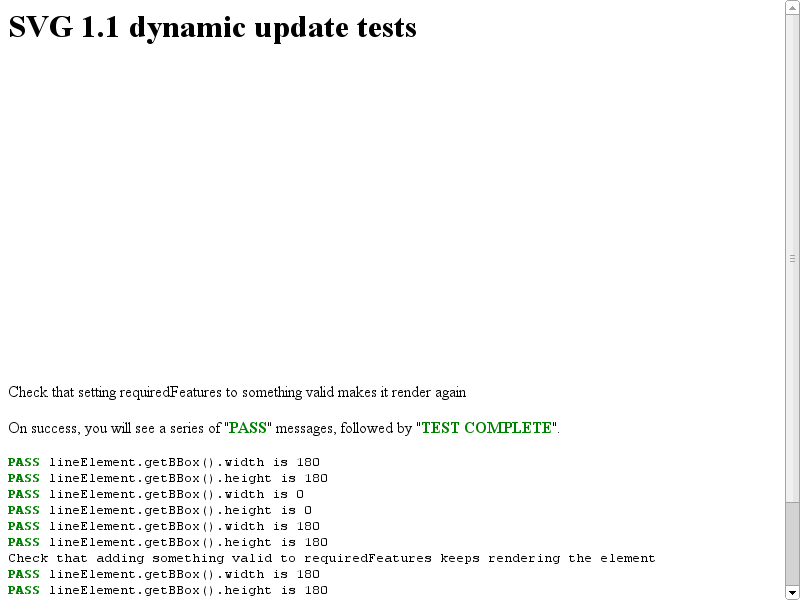 SVG 1.1 dynamic update tests
Check that setting requiredFeatures to something valid makes it render again
On success, you will see a series of "PASS" messages, followed by "TEST COMPLETE".
PASS lineElement.getBBox().width is 180
PASS lineElement.getBBox().height is 180
PASS lineElement.getBBox().width is 0
PASS lineElement.getBBox().height is 0
PASS lineElement.getBBox().width is 180
PASS lineElement.getBBox().height is 180
Check that adding something valid to requiredFeatures keeps rendering the element
PASS lineElement.getBBox().width is 180
PASS lineElement.getBBox().height is 180